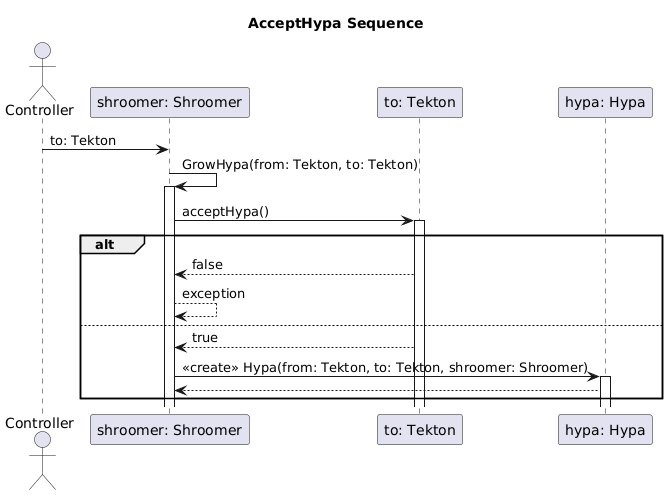 AcceptHypa Sequence
Controller
shroomer: Shroomer
to: Tekton
hypa: Hypa
to: Tekton
GrowHypa(from: Tekton, to: Tekton)
acceptHypa()
alt
false
exception
true
«create» Hypa(from: Tekton, to: Tekton, shroomer: Shroomer)
Controller
shroomer: Shroomer
to: Tekton
hypa: Hypa